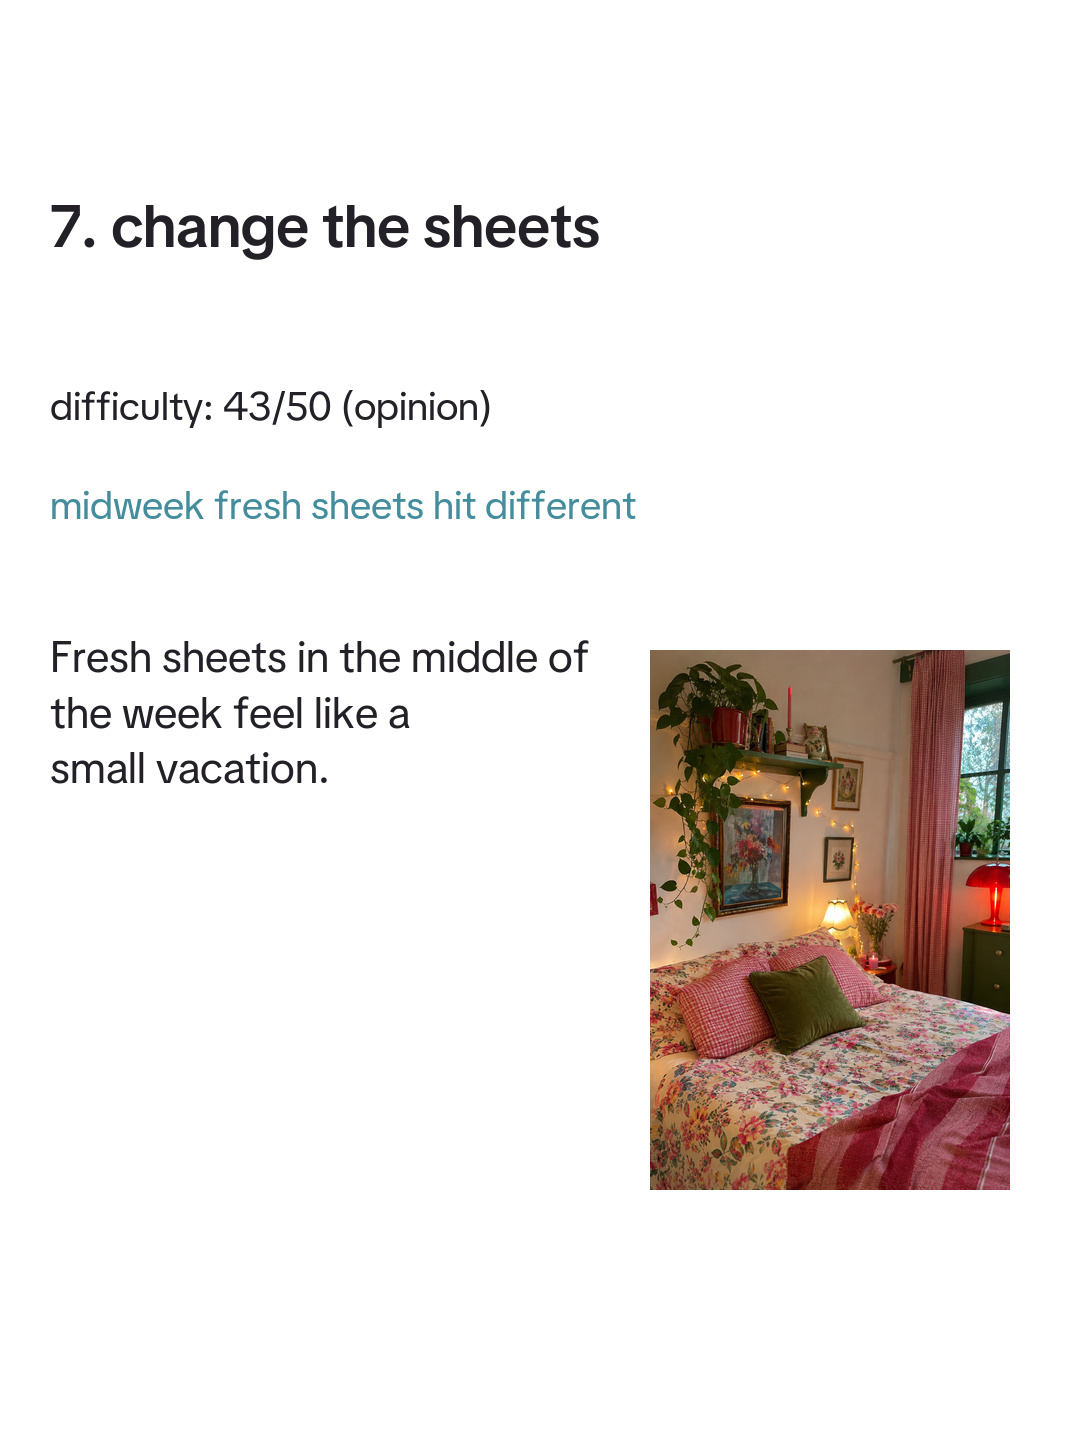 7. change the sheets
difficulty: 43/50 (opinion)
midweek fresh sheets hit different
Fresh sheets in the middle of
the week feel like a
small vacation.